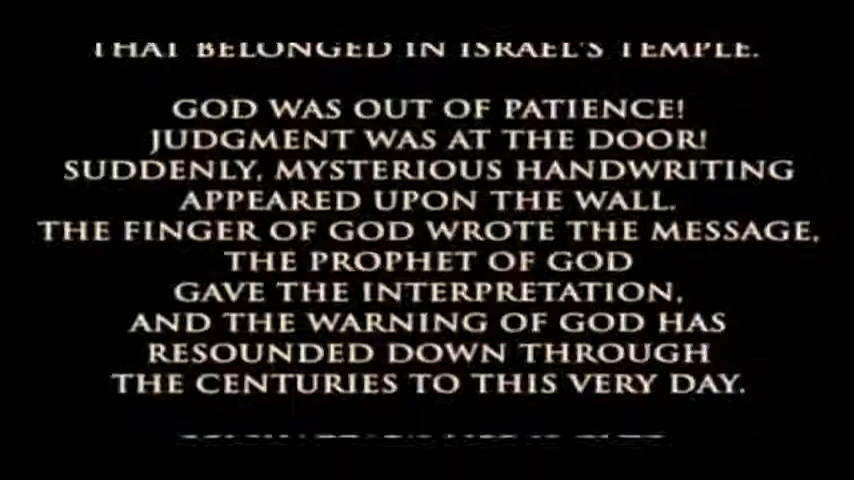 THAT BELONGED IN ISRAEL'S TEMPLE.
GOD WAS OUT OF PATIENCE!
JUDGMENT WAS AT THE DOOR!
SUDDENLY, MYSTERIOUS HANDWRITING
APPEARED UPON THE WALL.
THE FINGER OF GOD WROTE THE MESSAGE,
THE PROPHET OF GOD
GAVE THE INTERPRETATION,
AND THE WARNING OF GOD HAS
RESOUNDED DOWN THROUGH
THE CENTURIES TO THIS VERY DAY.